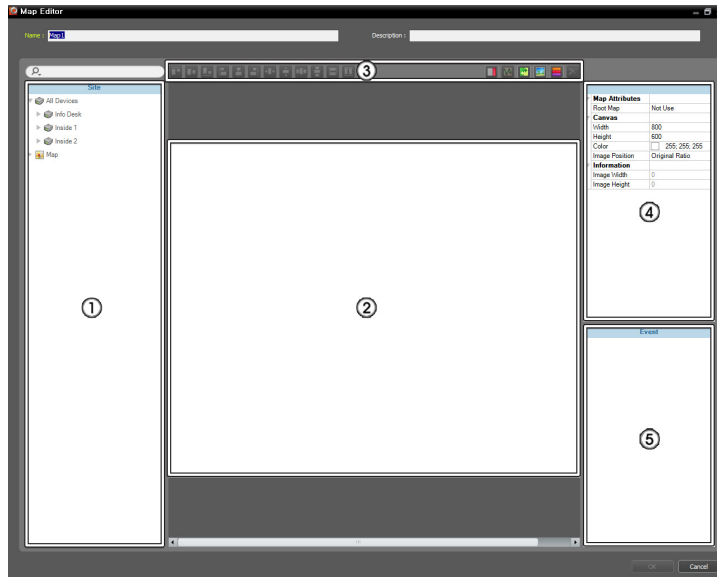 Map Editor
Name : Map1
Description :
③
Site
All Devices
Info Desk
Inside 1
Inside 2
Map
①
②
Map Attributes
Root Map Not Use
Canvas
Width 800
Height 600
Color 255; 255; 255
Image Position Original Ratio
Information
Image Width 0
Image Height 0
④
Event
⑤
OK Cancel